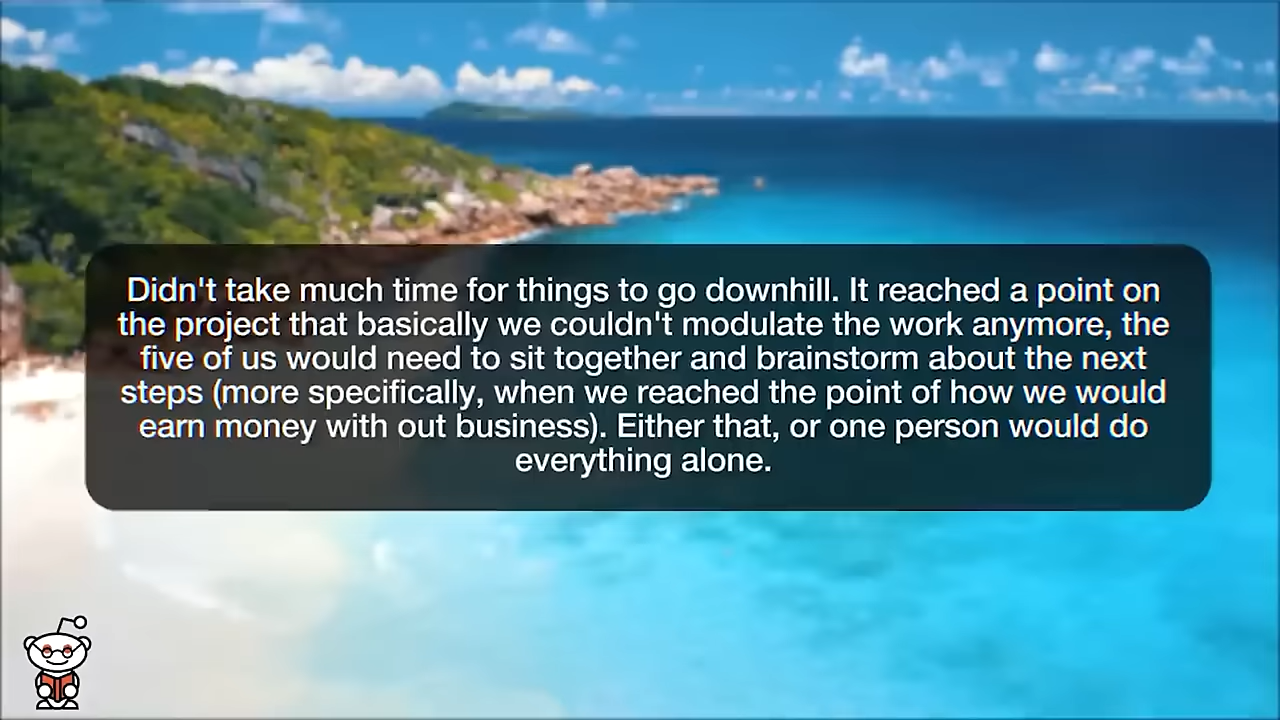 Didn't take much time for things to go downhill. It reached a point on
the project that basically we couldn't modulate the work anymore, the
five of us would need to sit together and brainstorm about the next
steps (more specifically, when we reached the point of how we would
earn money with out business). Either that, or one person would do
everything alone.